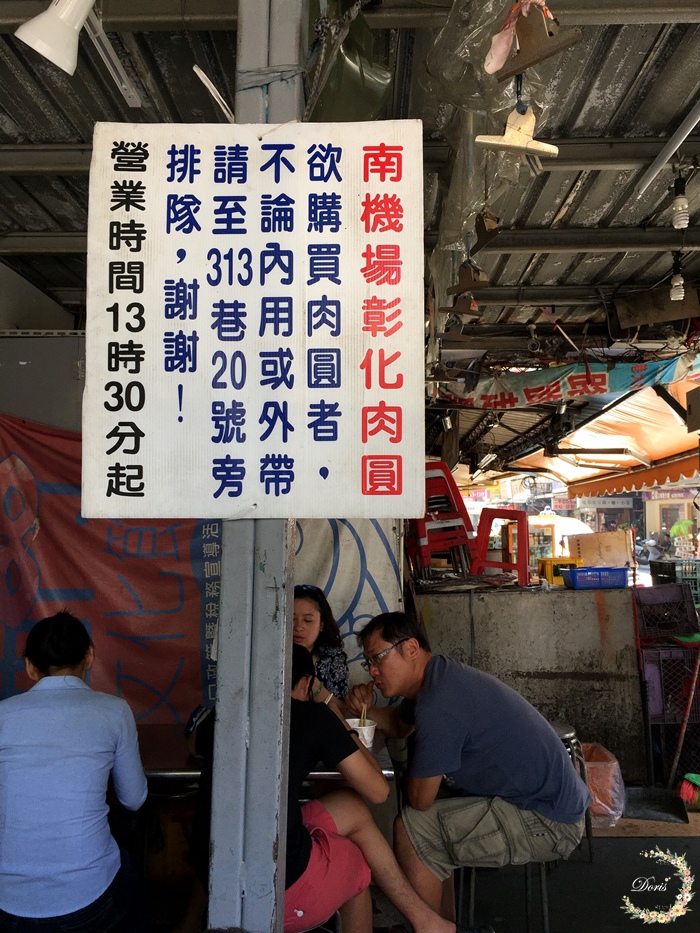 南機場彰化肉圓
欲購買肉圓者，
不論內用或外帶
請至313巷20號旁
排隊，謝謝！
營業時間13時30分起
文化
Doris